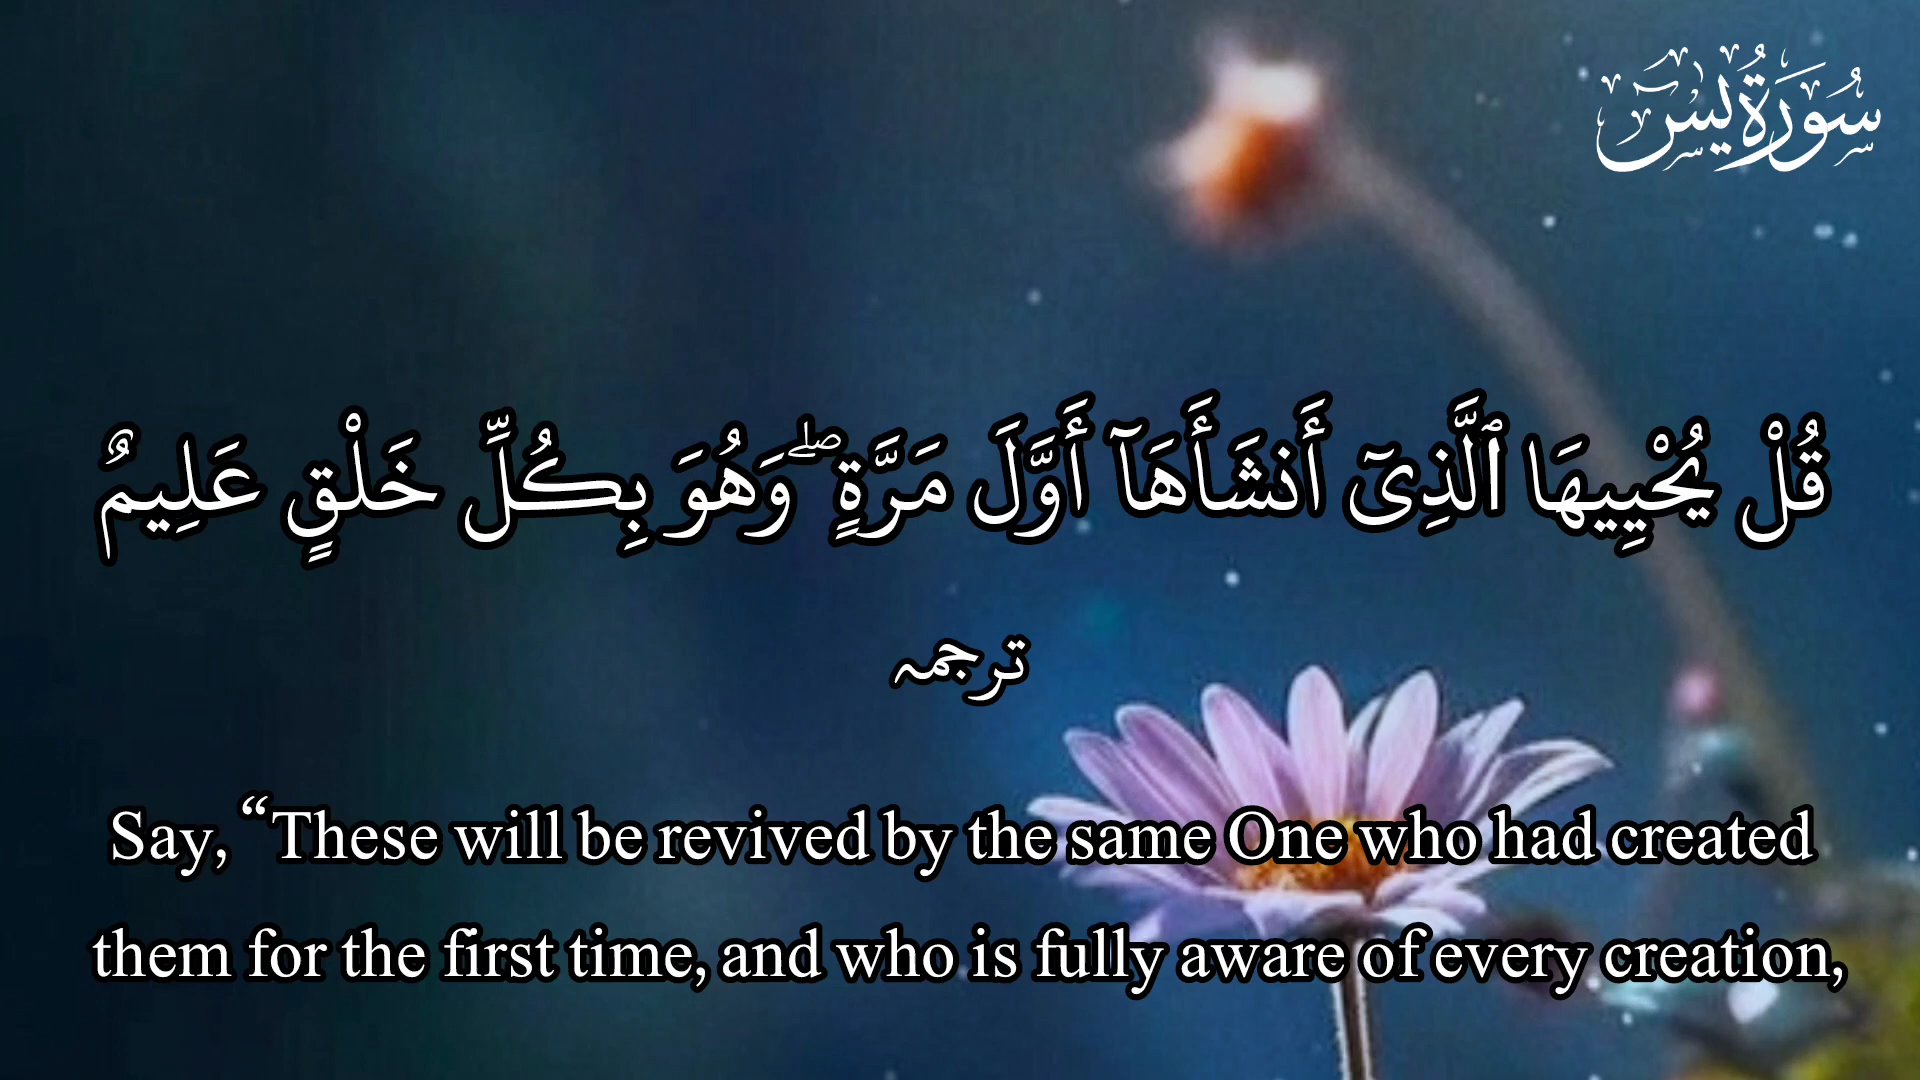 سُورَةُ يٰسٓ
قُلْ يُحْيِيهَا ٱلَّذِىٓ أَنشَأَهَآ أَوَّلَ مَرَّةٍ ۖ وَهُوَ بِكُلِّ خَلْقٍ عَلِيمٌ
ترجمہ
Say, “These will be revived by the same One who had created
them for the first time, and who is fully aware of every creation,